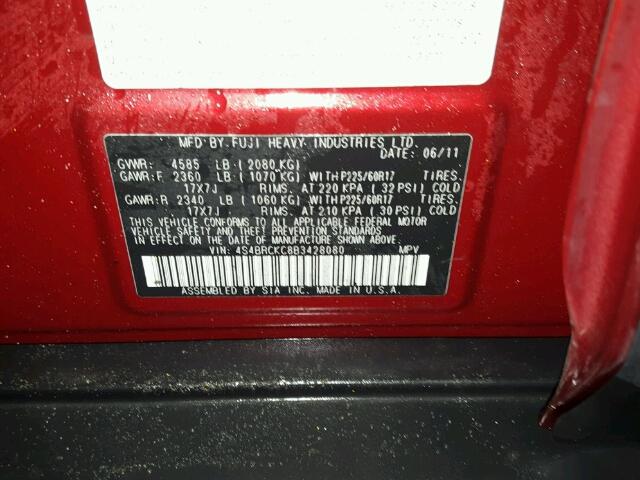 MFD.BY.FUJI HEAVY INDUSTRIES LTD.
DATE: 06/11
GVWR: 4585 LB ( 2080 KG)
GAWR:F 2360 LB ( 1070 KG) WITH P225/60R17 TIRES.
17X7J RIMS. AT 220 KPA ( 32 PSI) COLD
GAWR:R 2340 LB ( 1060 KG) WITH P225/60R17 TIRES.
17X7J RIMS. AT 210 KPA ( 30 PSI) COLD
THIS VEHICLE CONFORMS TO ALL APPLICABLE FEDERAL MOTOR
VEHICLE SAFETY AND THEFT PREVENTION STANDARDS IN EFFECT ON
THE DATE OF MANUFACTURE SHOWN ABOVE.
VIN: 4S4BRCKC8B3428080 MPV
ASSEMBLED BY SIA INC. MADE IN U.S.A.